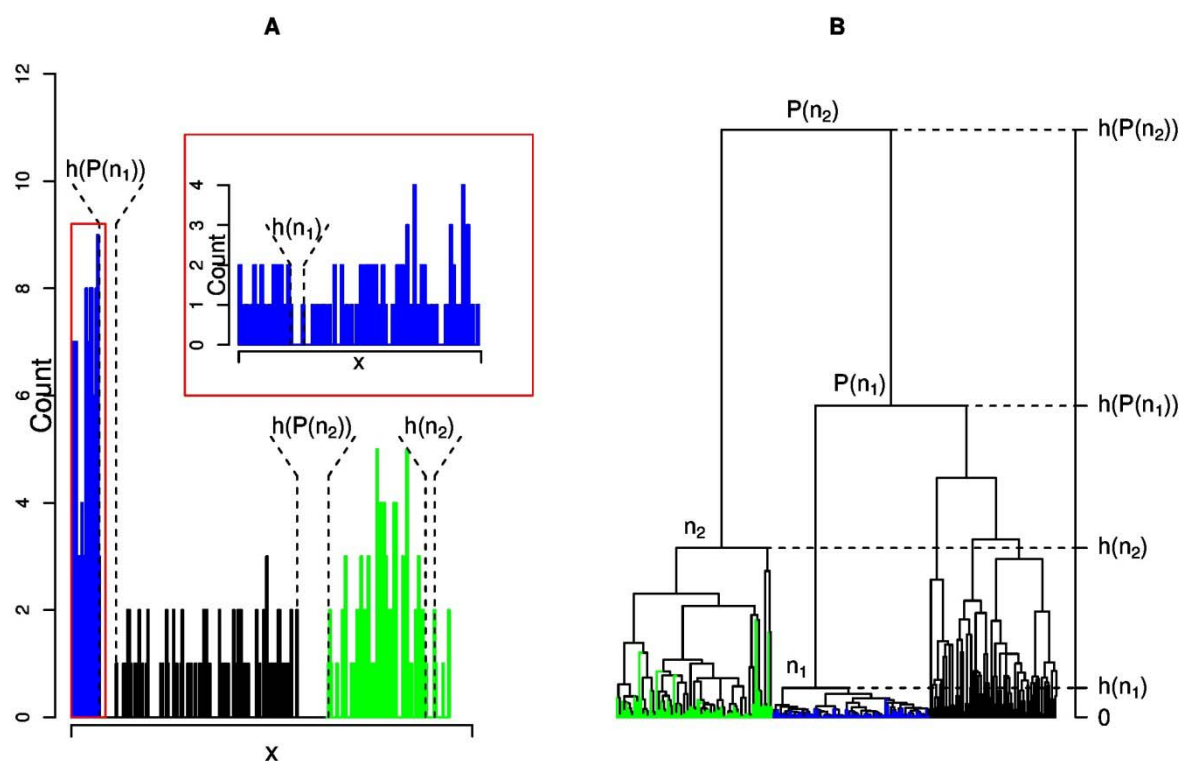 A
12
10
8
6
4
2
0
Count
h(P(n₁))
4
3
2
1
0
Count
h(n₁)
x
h(P(n₂))
h(n₂)
x
B
P(n₂)
h(P(n₂))
P(n₁)
h(P(n₁))
n₂
h(n₂)
n₁
h(n₁)
0